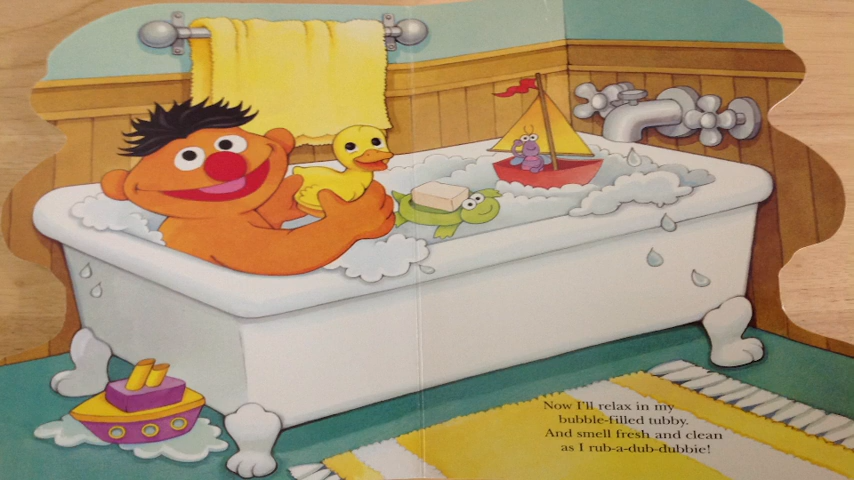 Now I'll relax in my
bubble-filled tubby.
And smell fresh and clean
as I rub-a-dub-dubbie!